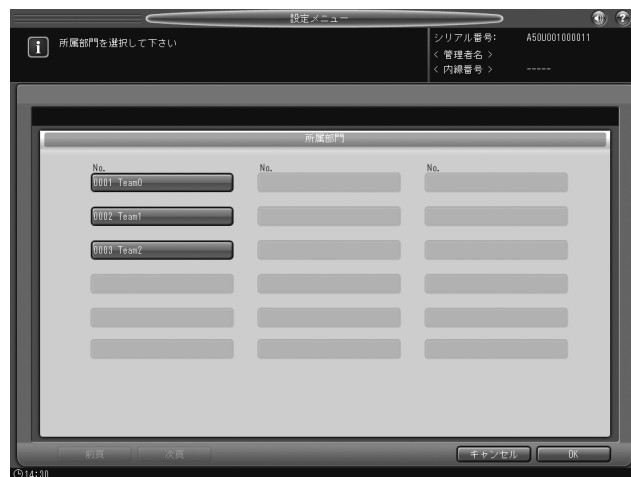 設定メニュー
所属部門を選択して下さい
シリアル番号: A50U001000011
< 管理者名 >
< 内線番号 > -----
所属部門
No. No. No.
0001 Team0
0002 Team1
0003 Team2
前頁 次頁 キャンセル OK
14:30